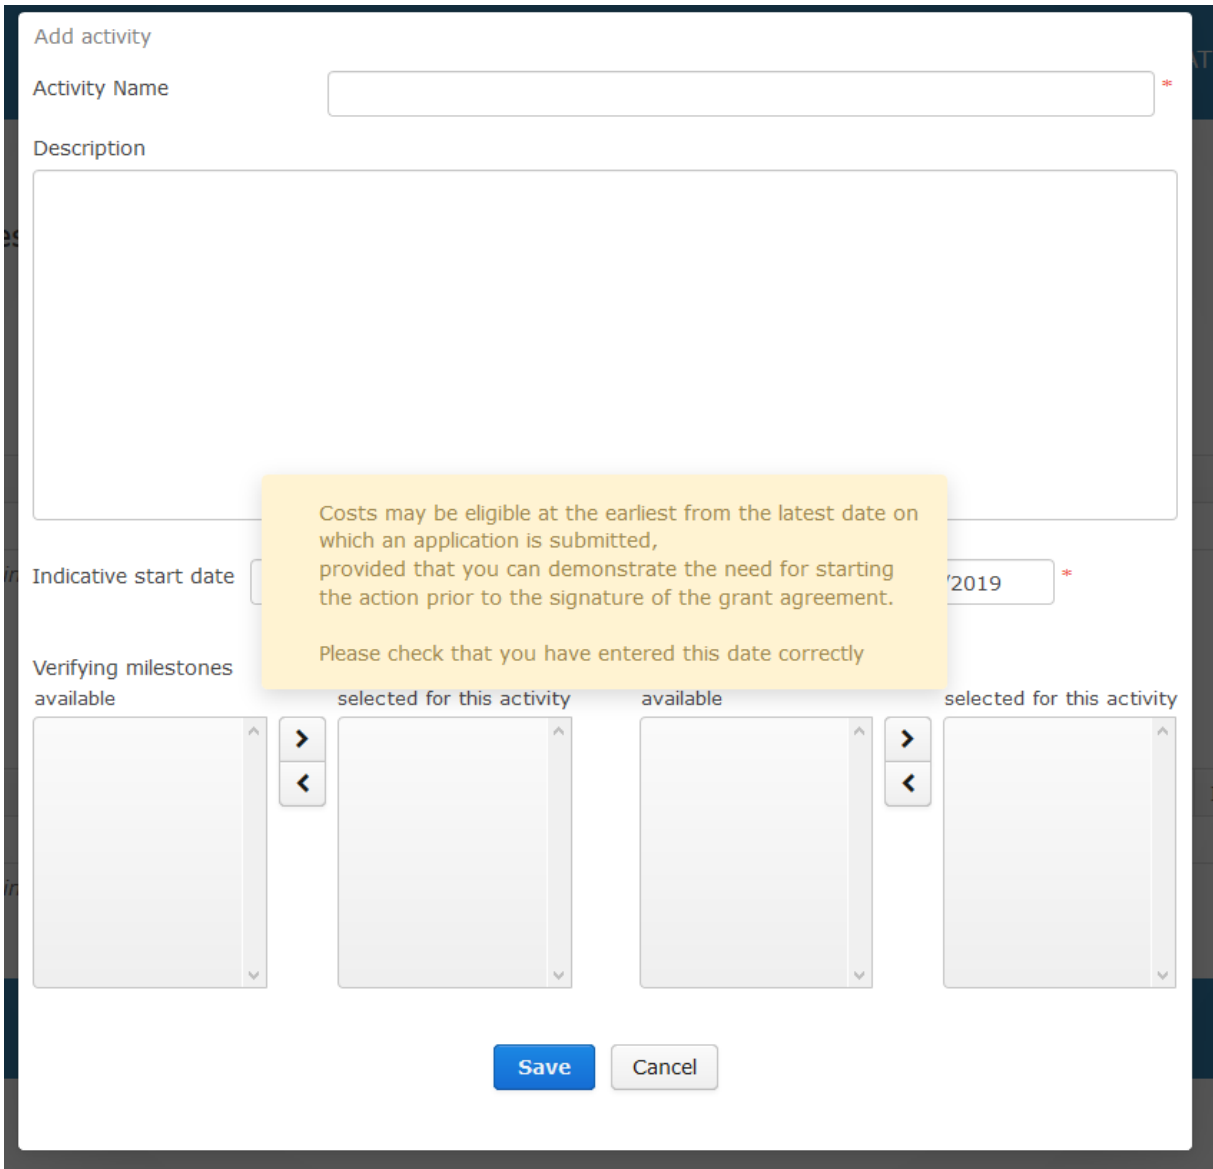 Add activity
Activity Name *
Description
Costs may be eligible at the earliest from the latest date on
which an application is submitted,
provided that you can demonstrate the need for starting
the action prior to the signature of the grant agreement.
Please check that you have entered this date correctly
Indicative start date /2019 *
Verifying milestones
available selected for this activity available selected for this activity
Save Cancel